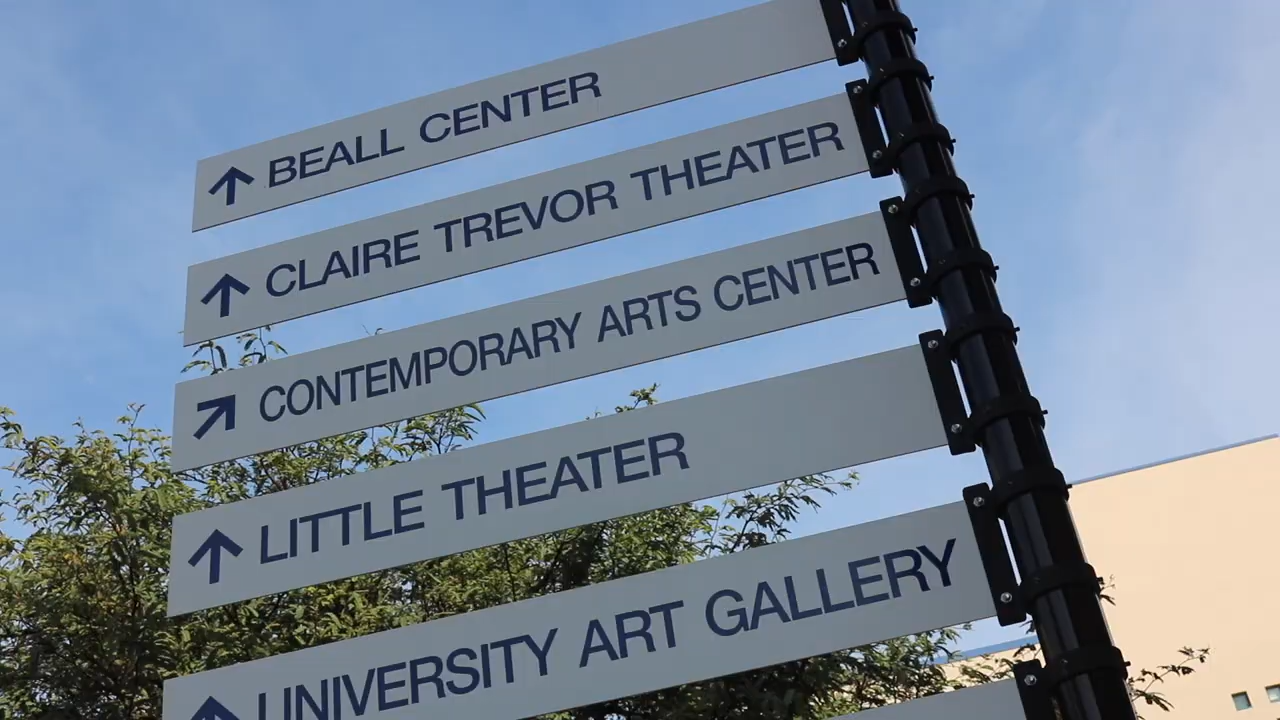 ↑ BEALL CENTER
↑ CLAIRE TREVOR THEATER
↗ CONTEMPORARY ARTS CENTER
↑ LITTLE THEATER
↑ UNIVERSITY ART GALLERY